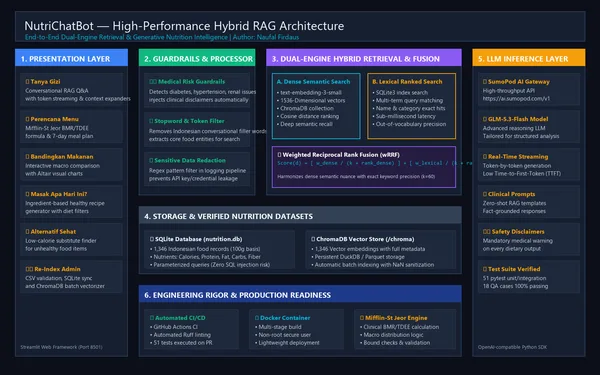 NutriChatBot — High-Performance Hybrid RAG Architecture
End-to-End Dual-Engine Retrieval & Generative Nutrition Intelligence | Author: Naufal Firdaus
1. PRESENTATION LAYER
Tanya Gizi
Conversational RAG Q&A
with token streaming & context expanders
Perencana Menu
Mifflin-St Jeor BMR/TDEE
formula & 7-day meal plan
Bandingkan Makanan
Interactive macro comparison
with Altair visual charts
Masak Apa Hari Ini?
Ingredient-based healthy recipe
generator with diet filters
Alternatif Sehat
Low-calorie substitute finder
for unhealthy food items
Re-Index Admin
CSV validation, SQLite sync
and ChromaDB batch vectorizer
Streamlit Web Framework (Port 8501)
2. GUARDRAILS & PROCESSOR
Medical Risk Guardrails
Detects diabetes, hypertension, renal issues
injects clinical disclaimers automatically
Stopword & Token Filter
Removes Indonesian conversational filler words
extracts core food entities for search
Sensitive Data Redaction
Regex pattern filter in logging pipeline
prevents API key/credential leakage
3. DUAL-ENGINE HYBRID RETRIEVAL & FUSION
A. Dense Semantic Search
• text-embedding-3-small
• 1536-Dimensional vectors
• ChromaDB collection
• Cosine distance ranking
• Deep semantic recall
B. Lexical Ranked Search
• SQLite3 index search
• Multi-term query matching
• Name & category exact hits
• Sub-millisecond latency
• Out-of-vocabulary precision
Weighted Reciprocal Rank Fusion (wRRF)
Score(d) = [ w_dense / (k + rank_dense) ] + [ w_lexical / (k + ra
Harmonizes dense semantic nuance with exact keyword precision (k=60)
4. STORAGE & VERIFIED NUTRITION DATASETS
SQLite Database (nutrition.db)
• 1,346 Indonesian food records (100g basis)
• Nutrients: Calories, Protein, Fat, Carbs, Fiber
• Parameterized queries (Zero SQL injection risk)
ChromaDB Vector Store (/chroma)
• 1,346 Vector embeddings with full metadata
• Persistent DuckDB / Parquet storage
• Automatic batch indexing with NaN sanitization
6. ENGINEERING RIGOR & PRODUCTION READINESS
Automated CI/CD
• GitHub Actions CI
• Automated Ruff linting
• 51 tests executed on PR
Docker Container
• Multi-stage build
• Non-root secure user
• Lightweight deployment
Mifflin-St Jeor Engine
• Clinical BMR/TDEE calculation
• Macro distribution logic
• Bound checks & validation
5. LLM INFERENCE LAYER
SumoPod AI Gateway
High-throughput API
https://ai.sumopod.com/v1
GLM-5.3-Flash Model
Advanced reasoning LLM
Tailored for structured analysis
Real-Time Streaming
Token-by-token generation
Low Time-to-First-Token (TTFT)
Clinical Prompts
Zero-shot RAG templates
Fact-grounded responses
Safety Disclaimers
Mandatory medical warning
on every dietary output
Test Suite Verified
51 pytest unit/integration
18 QA cases 100% passing
OpenAI-compatible Python SDK